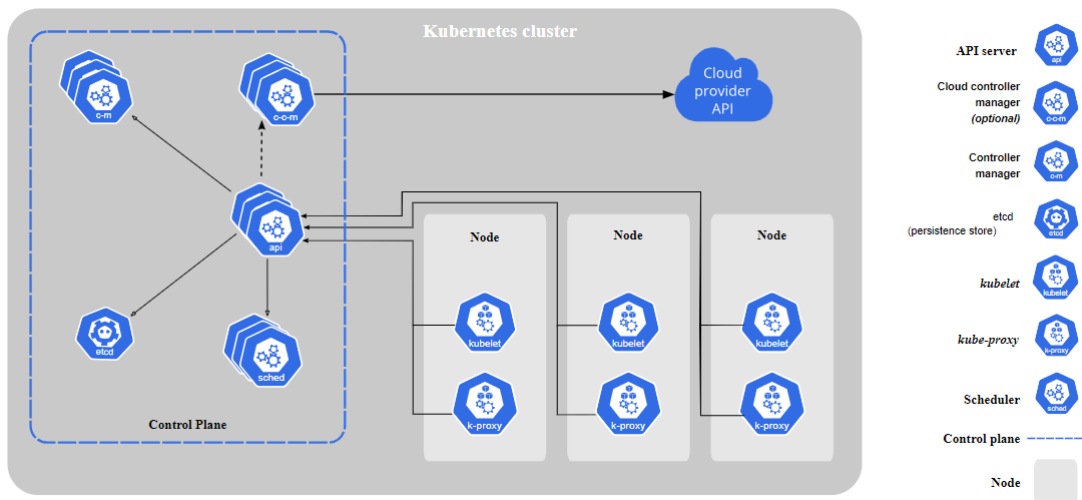 Kubernetes cluster
c-m
c-c-m
Cloud
provider
API
api
etcd
sched
Control Plane
Node
Node
Node
kubelet
kubelet
kubelet
k-proxy
k-proxy
k-proxy
API server
api
Cloud controller
manager
(optional)
c-c-m
Controller
manager
c-m
etcd
(persistence store)
etcd
kubelet
kubelet
kube-proxy
k-proxy
Scheduler
sched
Control plane
Node